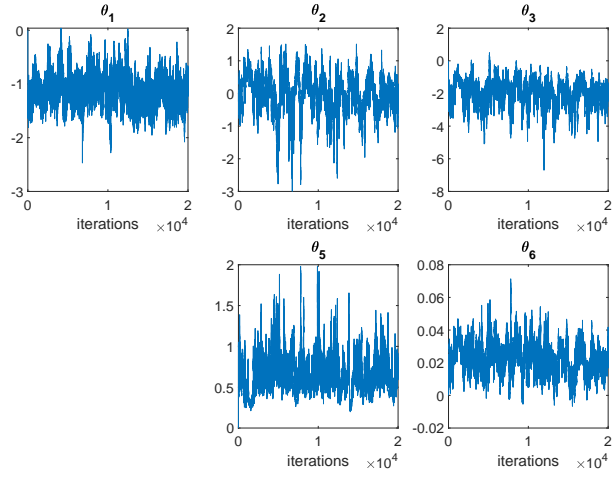 θ1 θ2 θ3
0 2 2
-1 1 0
-2 0 -2
-3 -1 -4
-2 -6
-3 -8
0 1 2 0 1 2 0 1 2
iterations ×10^4 iterations ×10^4 iterations ×10^4
θ5 θ6
2 0.08
1.5 0.06
1 0.04
0.5 0.02
0 0
-0.02
0 1 2 0 1 2
iterations ×10^4 iterations ×10^4